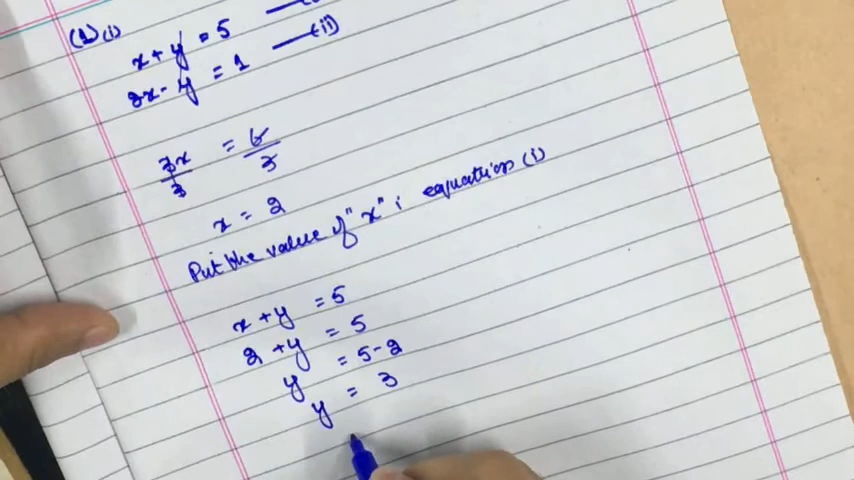 (1) (i)
x + y = 5
2x - y = 1 —(ii)
3x/3 = 6/3
x = 2
Put the value of "x" i equation (i)
x + y = 5
2 + y = 5
y = 5 - 2
y = 3